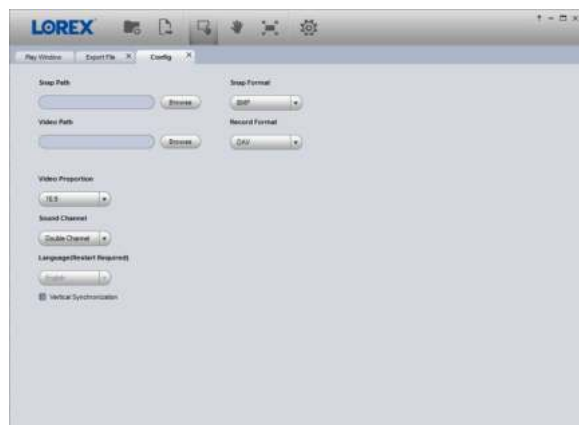 LOREX
Play Window Export File X Config X
Snap Path Snap Format
Browse BMP
Video Path Record Format
Browse DAV
Video Proportion
16:9
Sound Channel
Double Channel
Language(Restart Required)
English
Vertical Synchronization